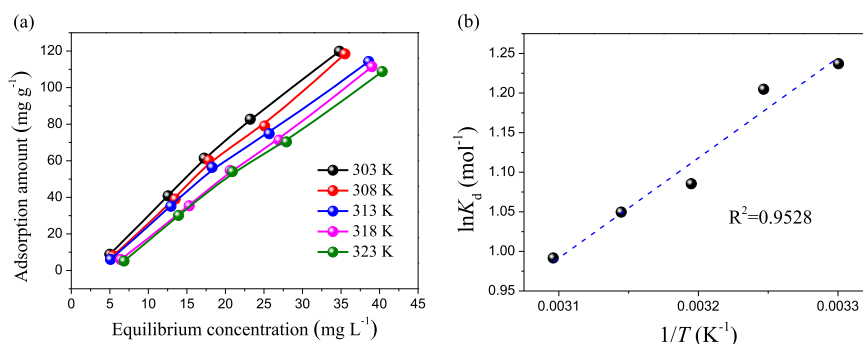 (a)
Adsorption amount (mg g⁻¹)
120
100
80
60
40
20
0
303 K
308 K
313 K
318 K
323 K
0 5 10 15 20 25 30 35 40 45
Equilibrium concentration (mg L⁻¹)
(b)
lnK_d (mol⁻¹)
1.25
1.20
1.15
1.10
1.05
1.00
0.95
R²=0.9528
0.0031 0.0032 0.0033
1/T (K⁻¹)